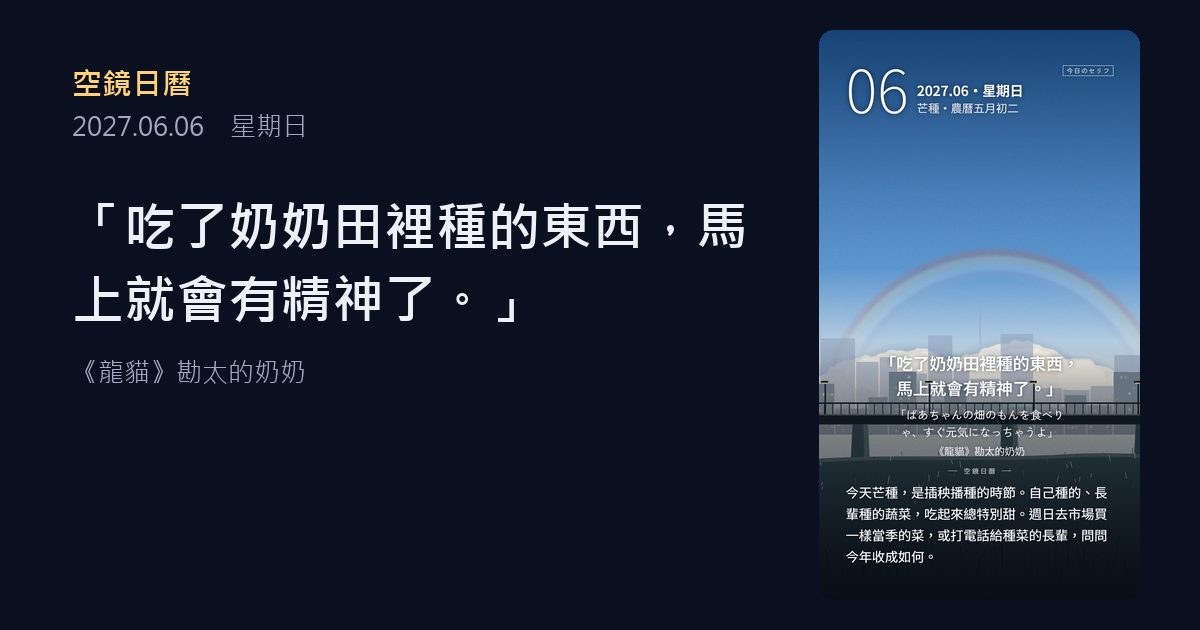 空鏡日曆
2027.06.06 星期日
「吃了奶奶田裡種的東西，馬
上就會有精神了。」
《龍貓》勘太的奶奶
06
2027.06・星期日
芒種・農曆五月初二
今日のセリフ
「吃了奶奶田裡種的東西，
馬上就會有精神了。」
「ばあちゃんの畑のもんを食べり
ゃ、すぐ元気になっちゃうよ」
《龍貓》勘太的奶奶
— 空鏡日曆 —
今天芒種，是插秧播種的時節。自己種的、長
輩種的蔬菜，吃起來總特別甜。週日去市場買
一樣當季的菜，或打電話給種菜的長輩，問問
今年收成如何。